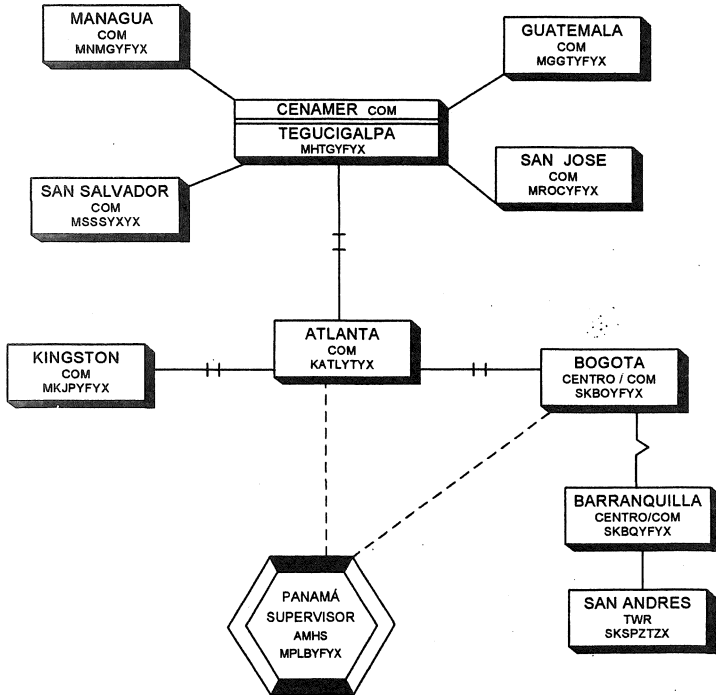 MANAGUA
COM
MNMGYFYX
GUATEMALA
COM
MGGTYFYX
CENAMER COM
TEGUCIGALPA
MHTGYFYX
SAN SALVADOR
COM
MSSSYXYX
SAN JOSE
COM
MROCYFYX
ATLANTA
COM
KATLYTYX
KINGSTON
COM
MKJPYFYX
BOGOTA
CENTRO / COM
SKBOYFYX
BARRANQUILLA
CENTRO/COM
SKBQYFYX
SAN ANDRES
TWR
SKSPZTZX
PANAMÁ
SUPERVISOR
AMHS
MPLBYFYX